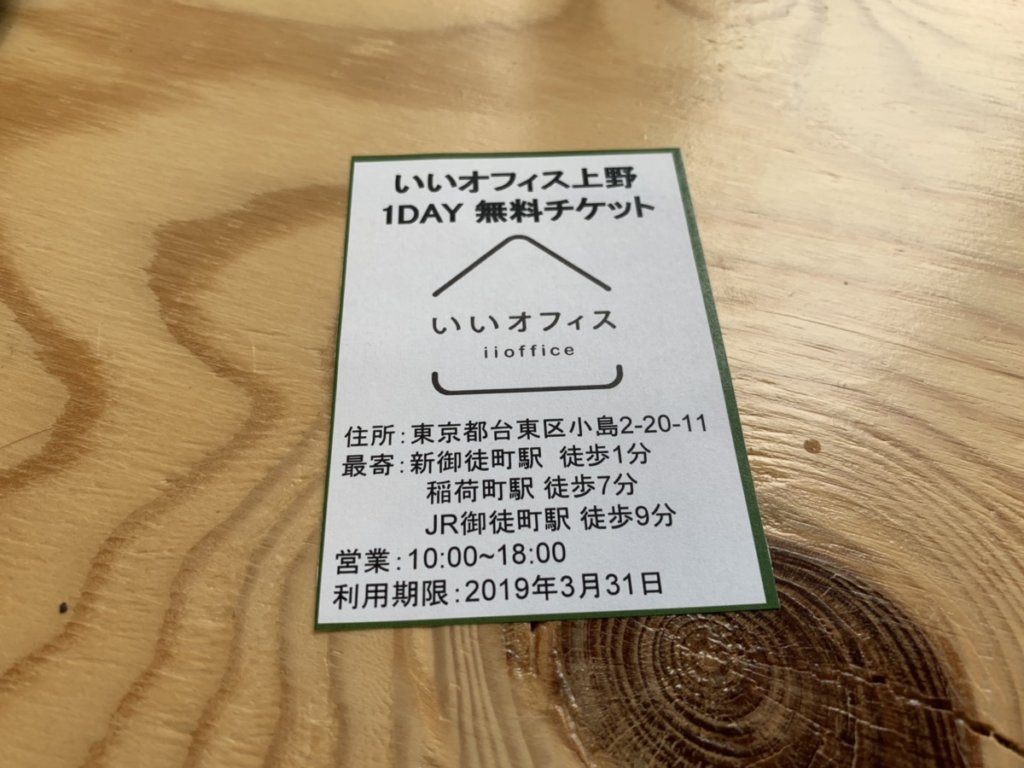 いいオフィス上野
1DAY 無料チケット
いいオフィス
iioffice
住所：東京都台東区小島2-20-11
最寄：新御徒町駅 徒歩1分
稲荷町駅 徒歩7分
JR御徒町駅 徒歩9分
営業：10:00~18:00
利用期限：2019年3月31日